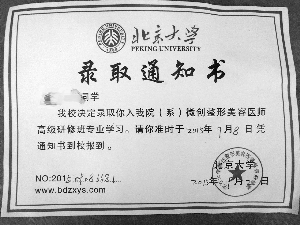 北京大学
PEKING UNIVERSITY
录取通知书
同学
我校决定录取你入我院（系）微创整形美容医师
高级研修班专业学习。请你准时于2015年7月8日凭
通知书到校报到。
北京大学
NO:2015
www.bdzxys.com